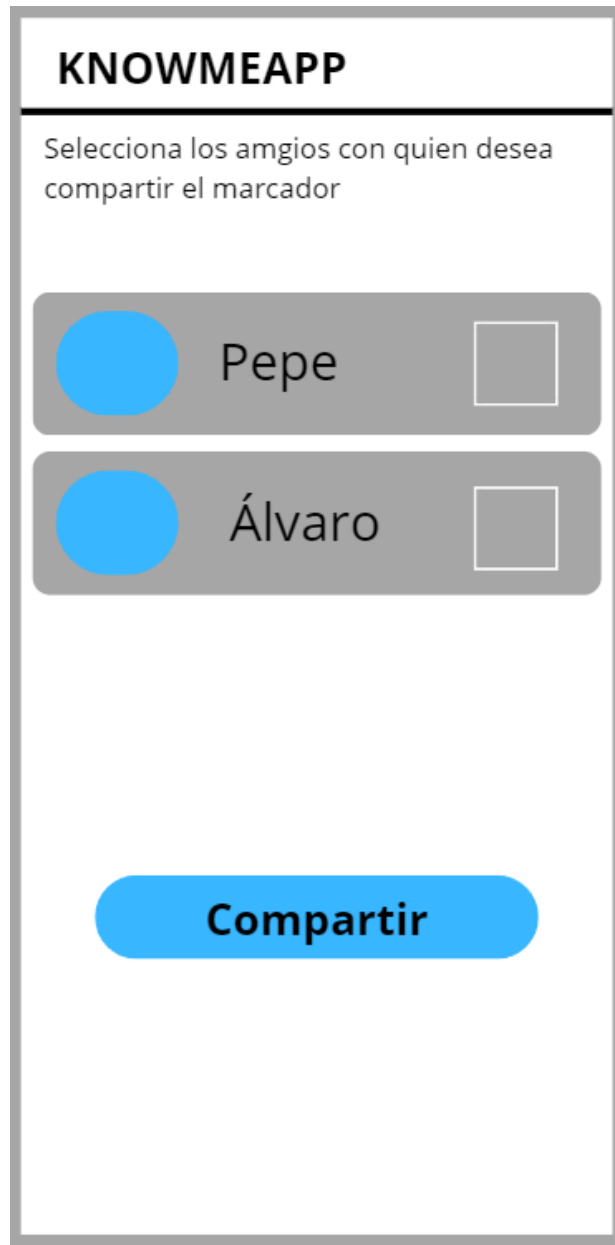 KNOWMEAPP
Selecciona los amgios con quien desea
compartir el marcador
Pepe
Álvaro
Compartir